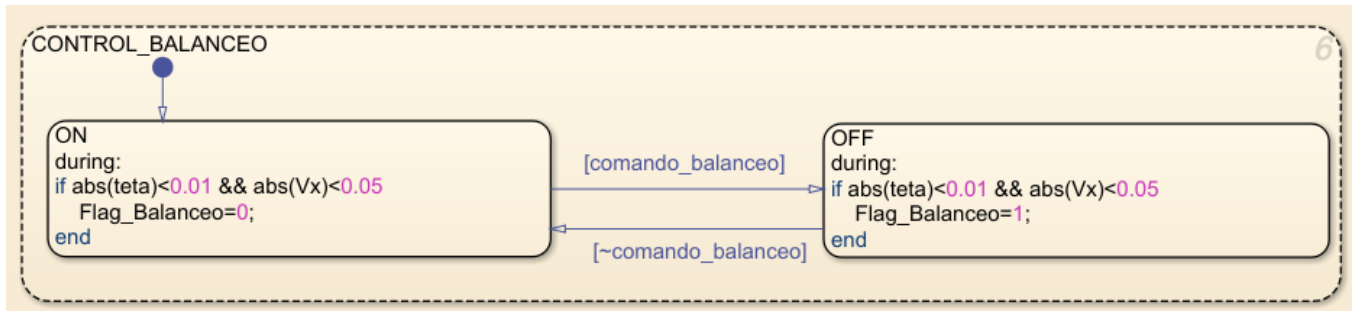 CONTROL_BALANCEO
6
ON
during:
if abs(teta)<0.01 && abs(Vx)<0.05
Flag_Balanceo=0;
end
[comando_balanceo]
[~comando_balanceo]
OFF
during:
if abs(teta)<0.01 && abs(Vx)<0.05
Flag_Balanceo=1;
end